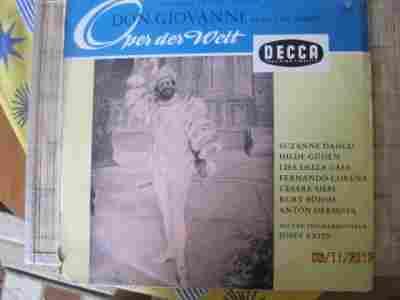 DON GIOVANNI
Oper der Welt
DECCA
SUZANNE DANCO
HILDE GUDEN
LISA DELLA CASA
FERNANDO CORENA
CESARE SIEPI
KURT BÖHME
ANTON DERMOTA
WIENER PHILHARMONIKER
JOSEF KRIPS